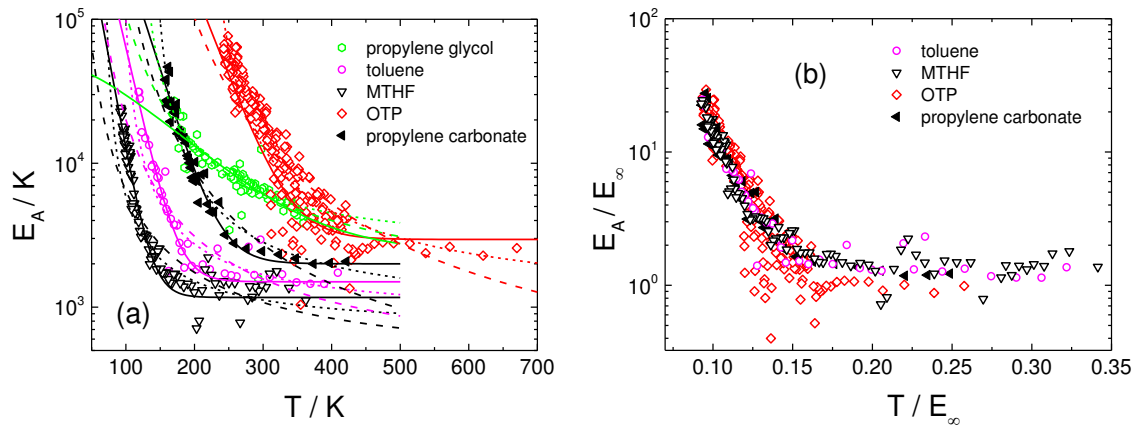 10^5
10^4
10^3
E_A / K
100 200 300 400 500 600 700
T / K
(a)
propylene glycol
toluene
MTHF
OTP
propylene carbonate
10^2
10^1
10^0
E_A / E_∞
0.10 0.15 0.20 0.25 0.30 0.35
T / E_∞
(b)
toluene
MTHF
OTP
propylene carbonate